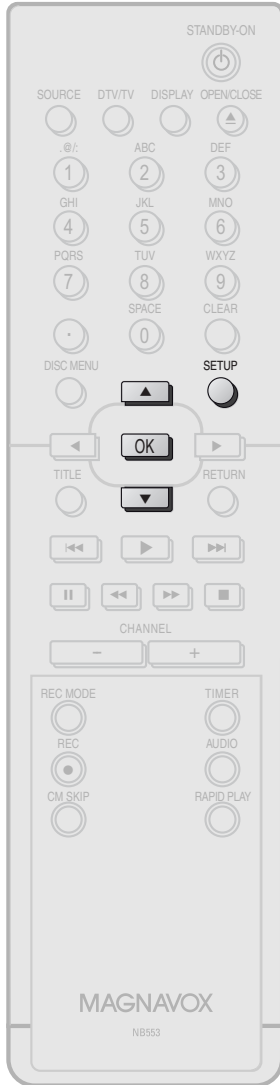 STANDBY-ON
SOURCE DTV/TV DISPLAY OPEN/CLOSE
.@/: ABC DEF
1 2 3
GHI JKL MNO
4 5 6
PQRS TUV WXYZ
7 8 9
SPACE CLEAR
· 0
DISC MENU SETUP
OK
TITLE RETURN
CHANNEL
− +
REC MODE TIMER
REC AUDIO
CM SKIP RAPID PLAY
MAGNAVOX
NB553